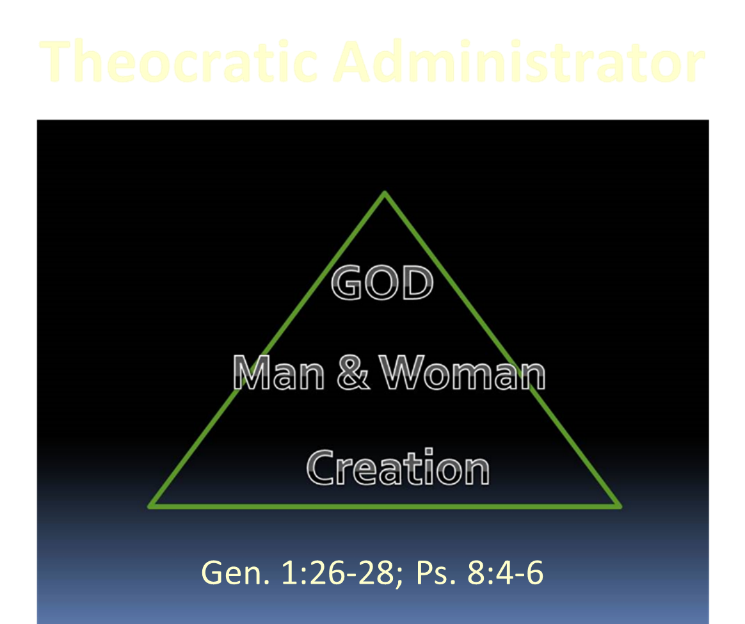 Theocratic Administrator
GOD
Man & Woman
Creation
Gen. 1:26-28; Ps. 8:4-6